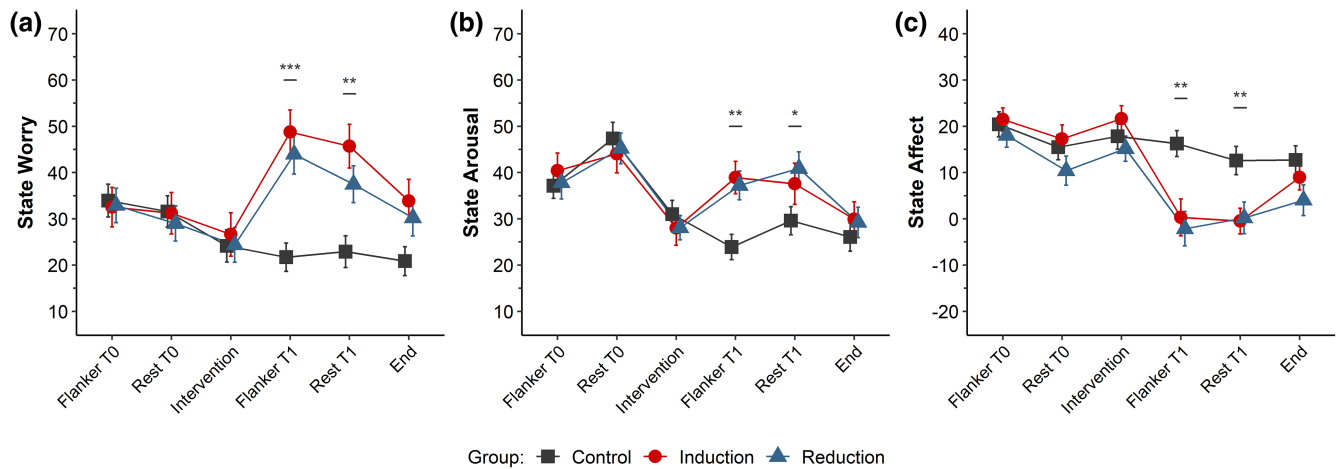 (a)
State Worry
70
60
50
40
30
20
10
***
**
Flanker T0
Rest T0
Intervention
Flanker T1
Rest T1
End
(b)
State Arousal
70
60
50
40
30
20
10
**
*
Flanker T0
Rest T0
Intervention
Flanker T1
Rest T1
End
(c)
State Affect
40
30
20
10
0
-10
-20
**
**
Flanker T0
Rest T0
Intervention
Flanker T1
Rest T1
End
Group: Control Induction Reduction